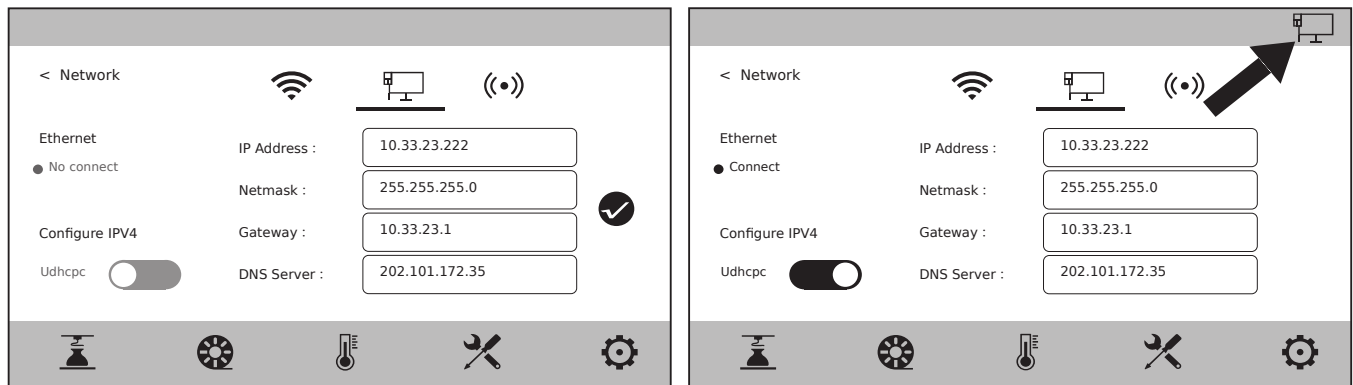 < Network
Ethernet
No connect
Configure IPV4
Udhcpc
IP Address :
10.33.23.222
Netmask :
255.255.255.0
Gateway :
10.33.23.1
DNS Server :
202.101.172.35
< Network
Ethernet
Connect
Configure IPV4
Udhcpc
IP Address :
10.33.23.222
Netmask :
255.255.255.0
Gateway :
10.33.23.1
DNS Server :
202.101.172.35